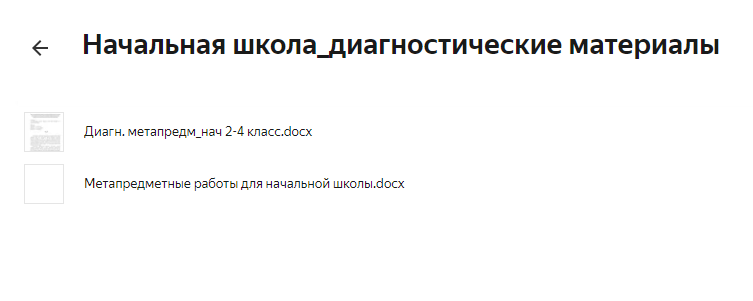 Начальная школа_диагностические материалы
Диагн. метапредм_нач 2-4 класс.docx
Метапредметные работы для начальной школы.docx